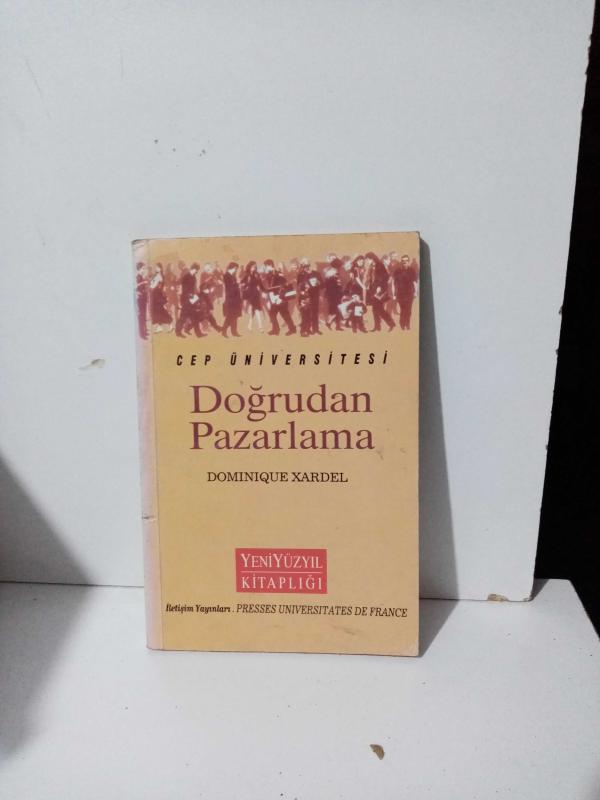 CEP ÜNİVERSİTESİ
Doğrudan
Pazarlama
DOMINIQUE XARDEL
YENİYÜZYIL
KİTAPLIĞI
İletişim Yayınları . PRESSES UNIVERSITATES DE FRANCE